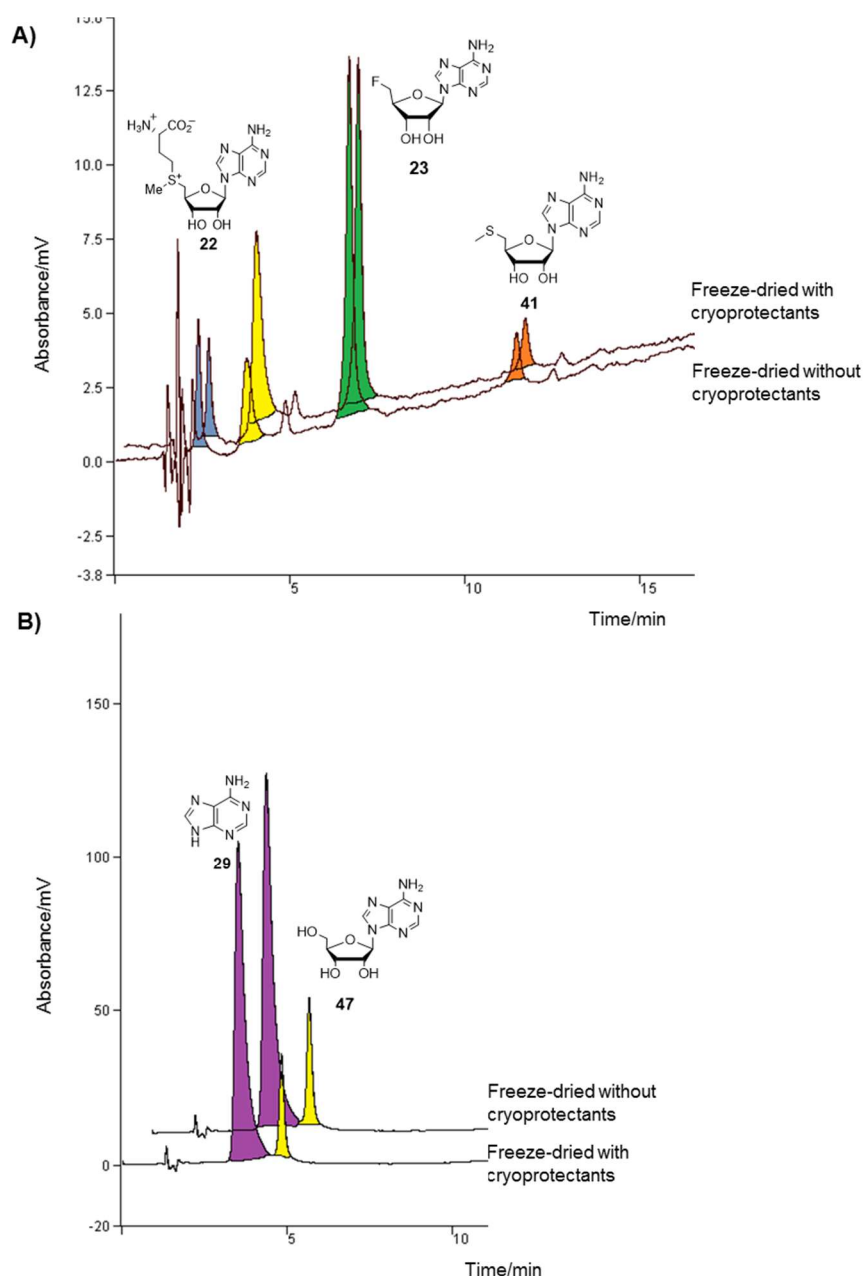 A)
15.0
12.5
10.0
7.5
5.0
2.5
0.0
-2.5
-3.8
Absorbance/mV
5
10
15
Time/min
H₃N⁺
CO₂⁻
Me
S⁺
O
HO
OH
N
N
N
N
NH₂
22
F
O
OH
OH
N
N
N
N
NH₂
23
S
O
HO
OH
N
N
N
N
NH₂
41
Freeze-dried with
cryoprotectants
Freeze-dried without
cryoprotectants
B)
150
100
50
0
-20
Absorbance/mV
5
10
Time/min
NH₂
N
N
N
N
H
29
HO
O
HO
OH
N
N
N
N
NH₂
47
Freeze-dried without
cryoprotectants
Freeze-dried with
cryoprotectants